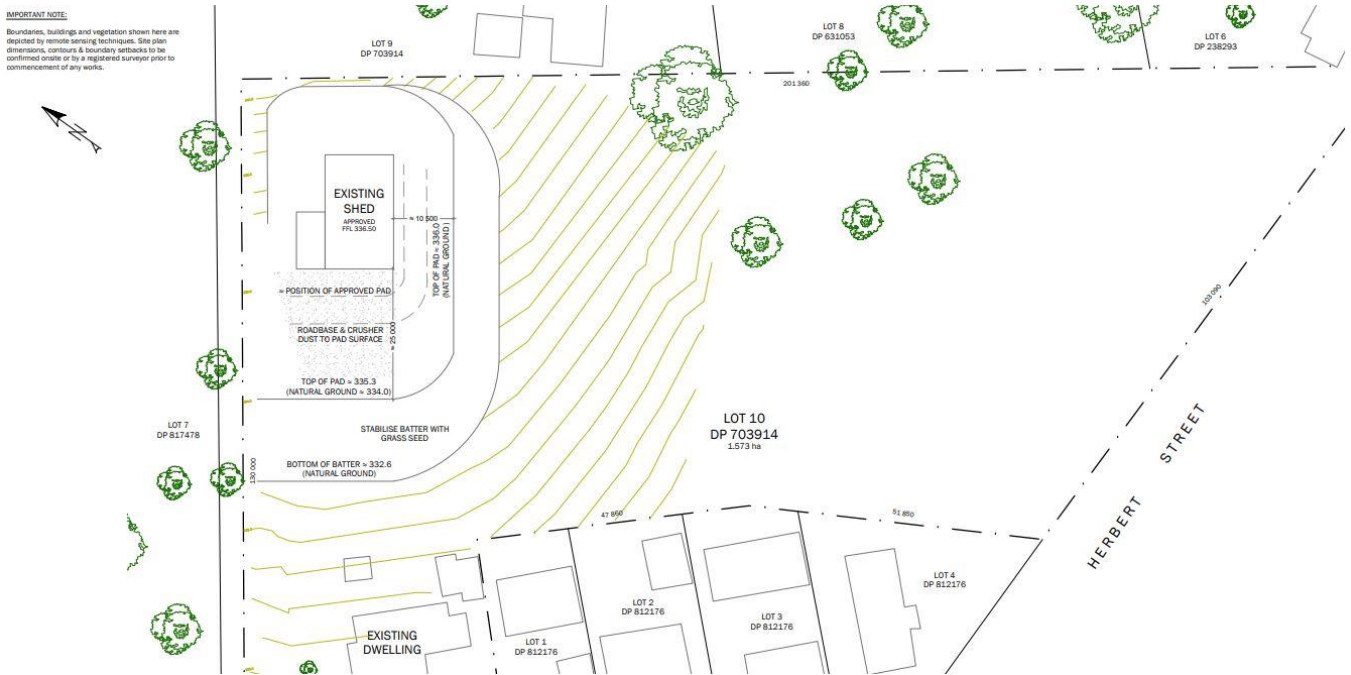 IMPORTANT NOTE:
Boundaries, buildings and vegetation shown here are
depicted by remote sensing techniques. Site plan
dimensions, contours & boundary setbacks to be
confirmed onsite or by a registered surveyor prior to
commencement of any works.
LOT 9
DP 703914
LOT 8
DP 631053
LOT 6
DP 238293
201 360
N
EXISTING
SHED
APPROVED
FFL 336.50
≈ 10 500
TOP OF PAD ≈ 336.0
(NATURAL GROUND)
≈ POSITION OF APPROVED PAD
ROADBASE & CRUSHER
DUST TO PAD SURFACE
≈ 25 000
TOP OF PAD ≈ 335.3
(NATURAL GROUND ≈ 334.0)
LOT 7
DP 817478
STABILISE BATTER WITH
GRASS SEED
BOTTOM OF BATTER ≈ 332.6
(NATURAL GROUND)
130 000
LOT 10
DP 703914
1.573 ha
103 090
HERBERT STREET
47 860
51 850
LOT 4
DP 812176
LOT 2
DP 812176
LOT 3
DP 812176
LOT 1
DP 812176
EXISTING
DWELLING